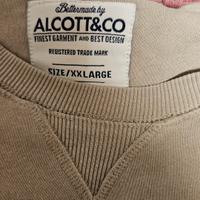 Bettermade by
ALCOTT&CO
FINEST GARMENT AND BEST DESIGN
REGISTERED TRADE MARK
SIZE/XXLARGE